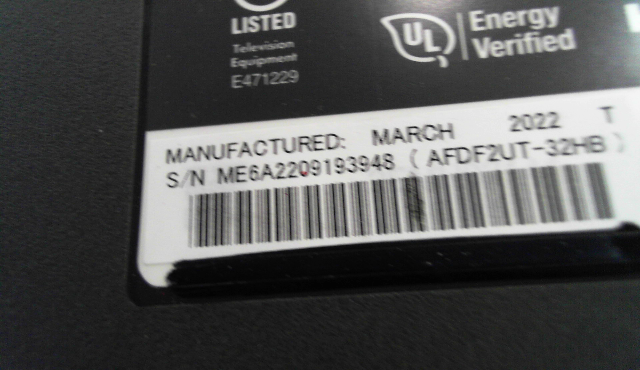 LISTED
Television
Equipment
E471229
UL
Energy
Verified
MANUFACTURED: MARCH 2022 T
S/N ME6A2209193948 ( AFDF2UT-32HB )